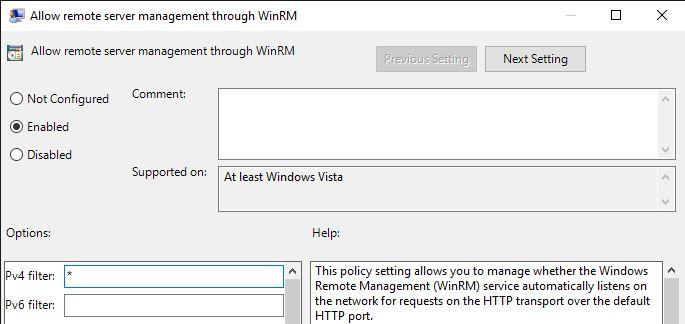 Allow remote server management through WinRM
Allow remote server management through WinRM
Previous Setting
Next Setting
Not Configured
Comment:
Enabled
Disabled
Supported on:
At least Windows Vista
Options:
Help:
Pv4 filter:
*
Pv6 filter:
This policy setting allows you to manage whether the Windows
Remote Management (WinRM) service automatically listens on
the network for requests on the HTTP transport over the default
HTTP port.